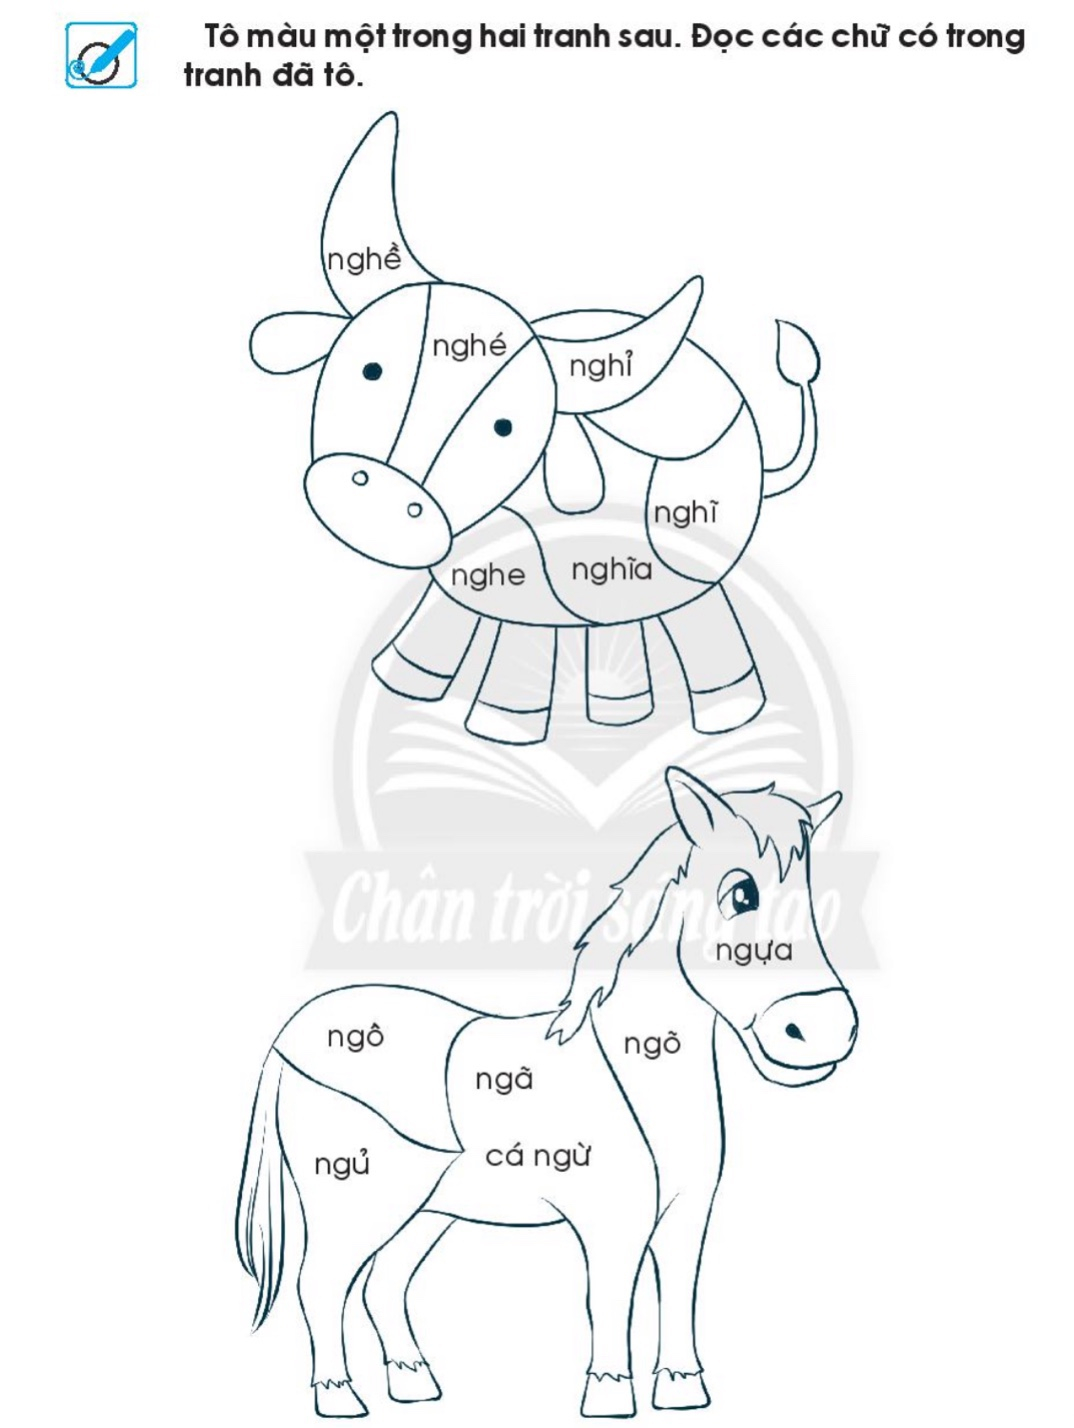 Tô màu một trong hai tranh sau. Đọc các chữ có trong
tranh đã tô.
nghề
nghé
nghỉ
nghĩ
nghe
nghĩa
Chân trời sáng tạo
ngựa
ngô
ngõ
ngã
ngủ
cá ngừ